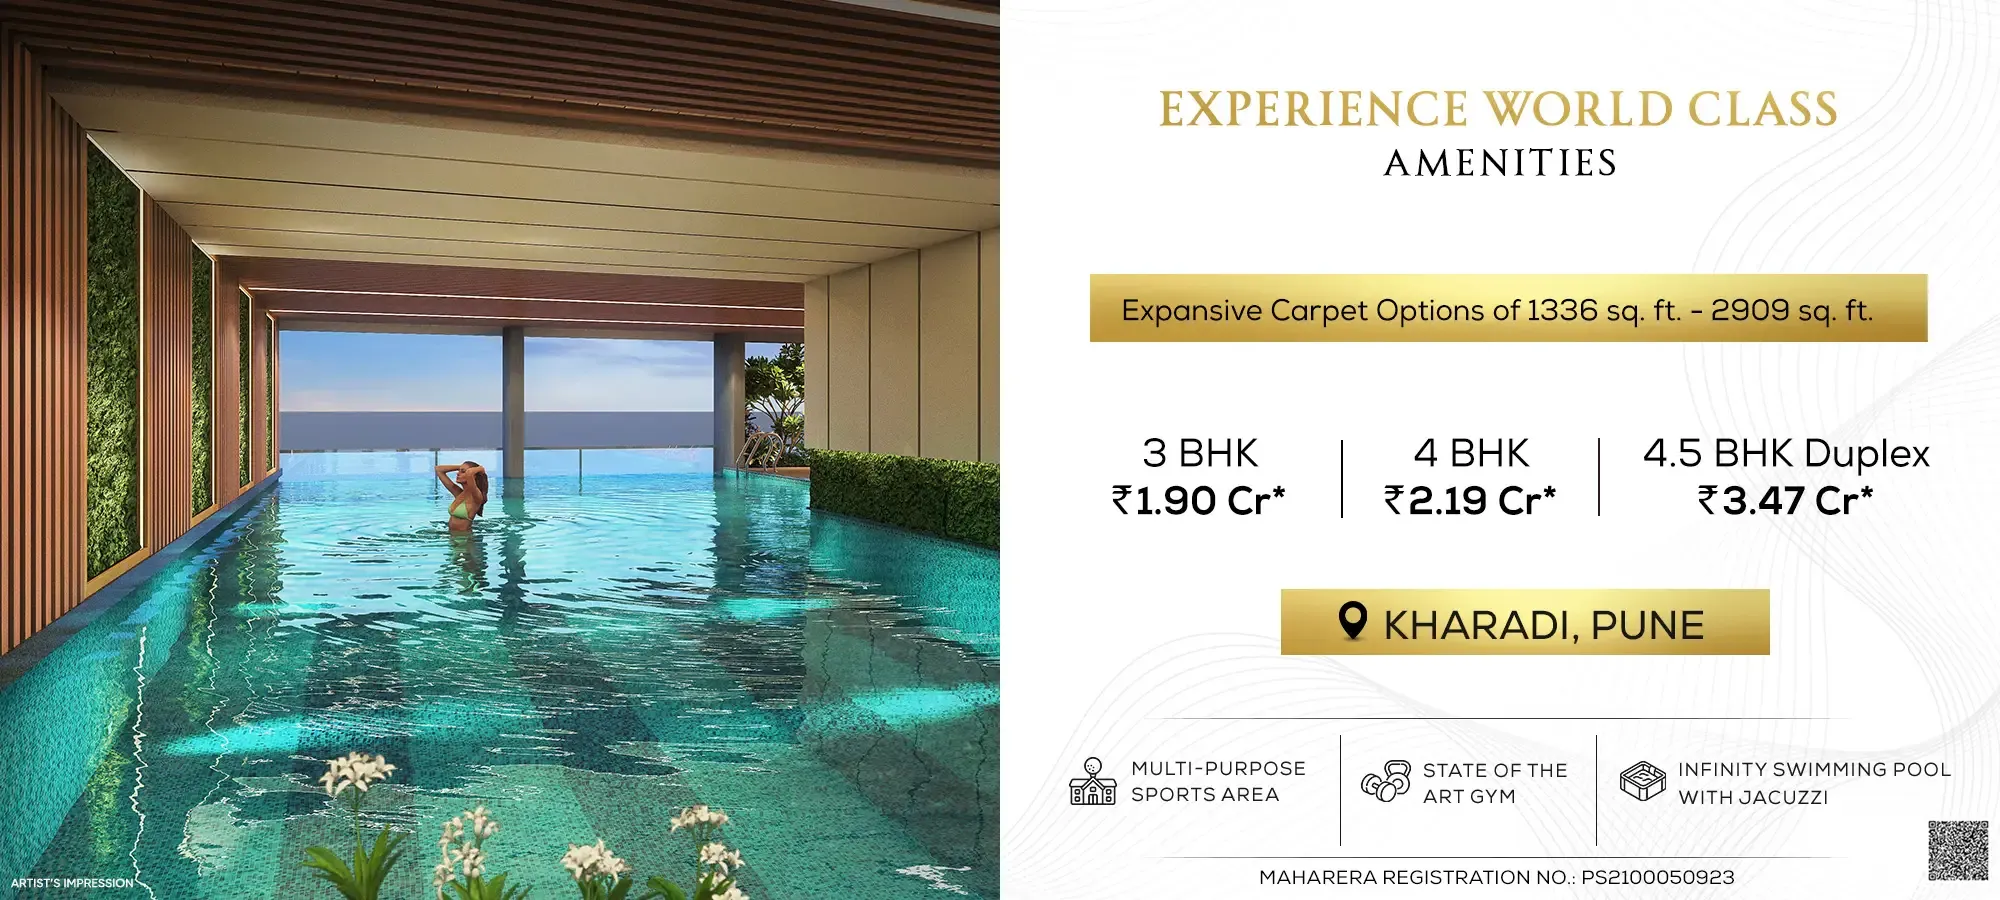 EXPERIENCE WORLD CLASS
AMENITIES
Expansive Carpet Options of 1336 sq. ft. - 2909 sq. ft.
3 BHK
₹1.90 Cr*
4 BHK
₹2.19 Cr*
4.5 BHK Duplex
₹3.47 Cr*
KHARADI, PUNE
MULTI-PURPOSE
SPORTS AREA
STATE OF THE
ART GYM
INFINITY SWIMMING POOL
WITH JACUZZI
MAHARERA REGISTRATION NO.: PS2100050923
ARTIST'S IMPRESSION